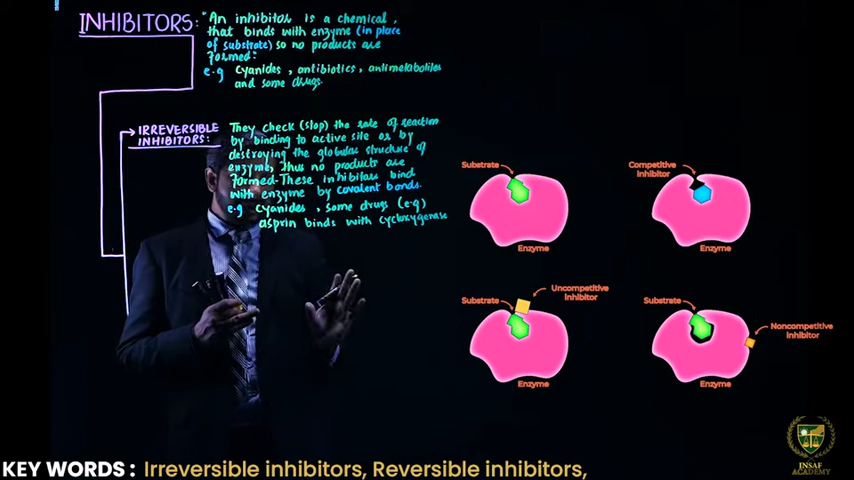 INHIBITORS: "An inhibitor is a chemical,
that binds with enzyme (in place
of substrate) so no products are
formed."
e.g Cyanides, antibiotics, antimetabolites
and some drugs.
IRREVERSIBLE
INHIBITORS:
They check (stop) the rate of reaction
by binding to active site or by
destroying the globular structure of
enzyme, thus no products are
formed. These inhibitors bind
with enzyme by covalent bonds.
e.g Cyanides, some drugs (e.g)
asprin binds with cycloxygenase
Substrate
Enzyme
Competitive
inhibitor
Enzyme
Substrate
Uncompetitive
inhibitor
Enzyme
Substrate
Noncompetitive
inhibitor
Enzyme
KEY WORDS : Irreversible inhibitors, Reversible inhibitors,
INSAF
ACADEMY